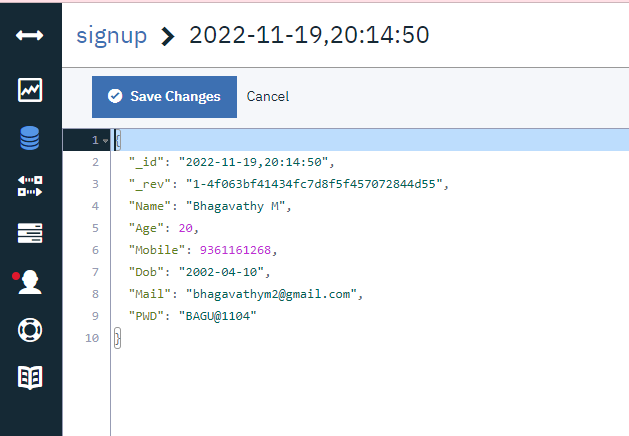 signup > 2022-11-19,20:14:50
Save Changes Cancel
1 {
2 "_id": "2022-11-19,20:14:50",
3 "_rev": "1-4f063bf41434fc7d8f5f457072844d55",
4 "Name": "Bhagavathy M",
5 "Age": 20,
6 "Mobile": 9361161268,
7 "Dob": "2002-04-10",
8 "Mail": "bhagavathym2@gmail.com",
9 "PWD": "BAGU@1104"
10 }